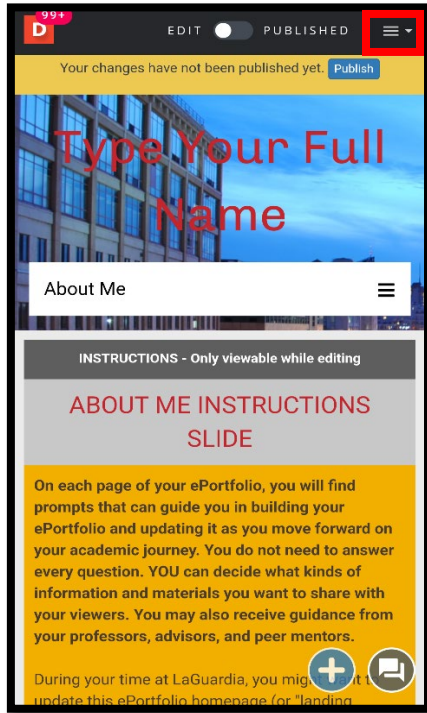 99+
D EDIT PUBLISHED
Your changes have not been published yet. Publish
Type Your Full
Name
About Me
INSTRUCTIONS - Only viewable while editing
ABOUT ME INSTRUCTIONS
SLIDE
On each page of your ePortfolio, you will find
prompts that can guide you in building your
ePortfolio and updating it as you move forward on
your academic journey. You do not need to answer
every question. YOU can decide what kinds of
information and materials you want to share with
your viewers. You may also receive guidance from
your professors, advisors, and peer mentors.
During your time at LaGuardia, you might want to
update this ePortfolio homepage (or "landing